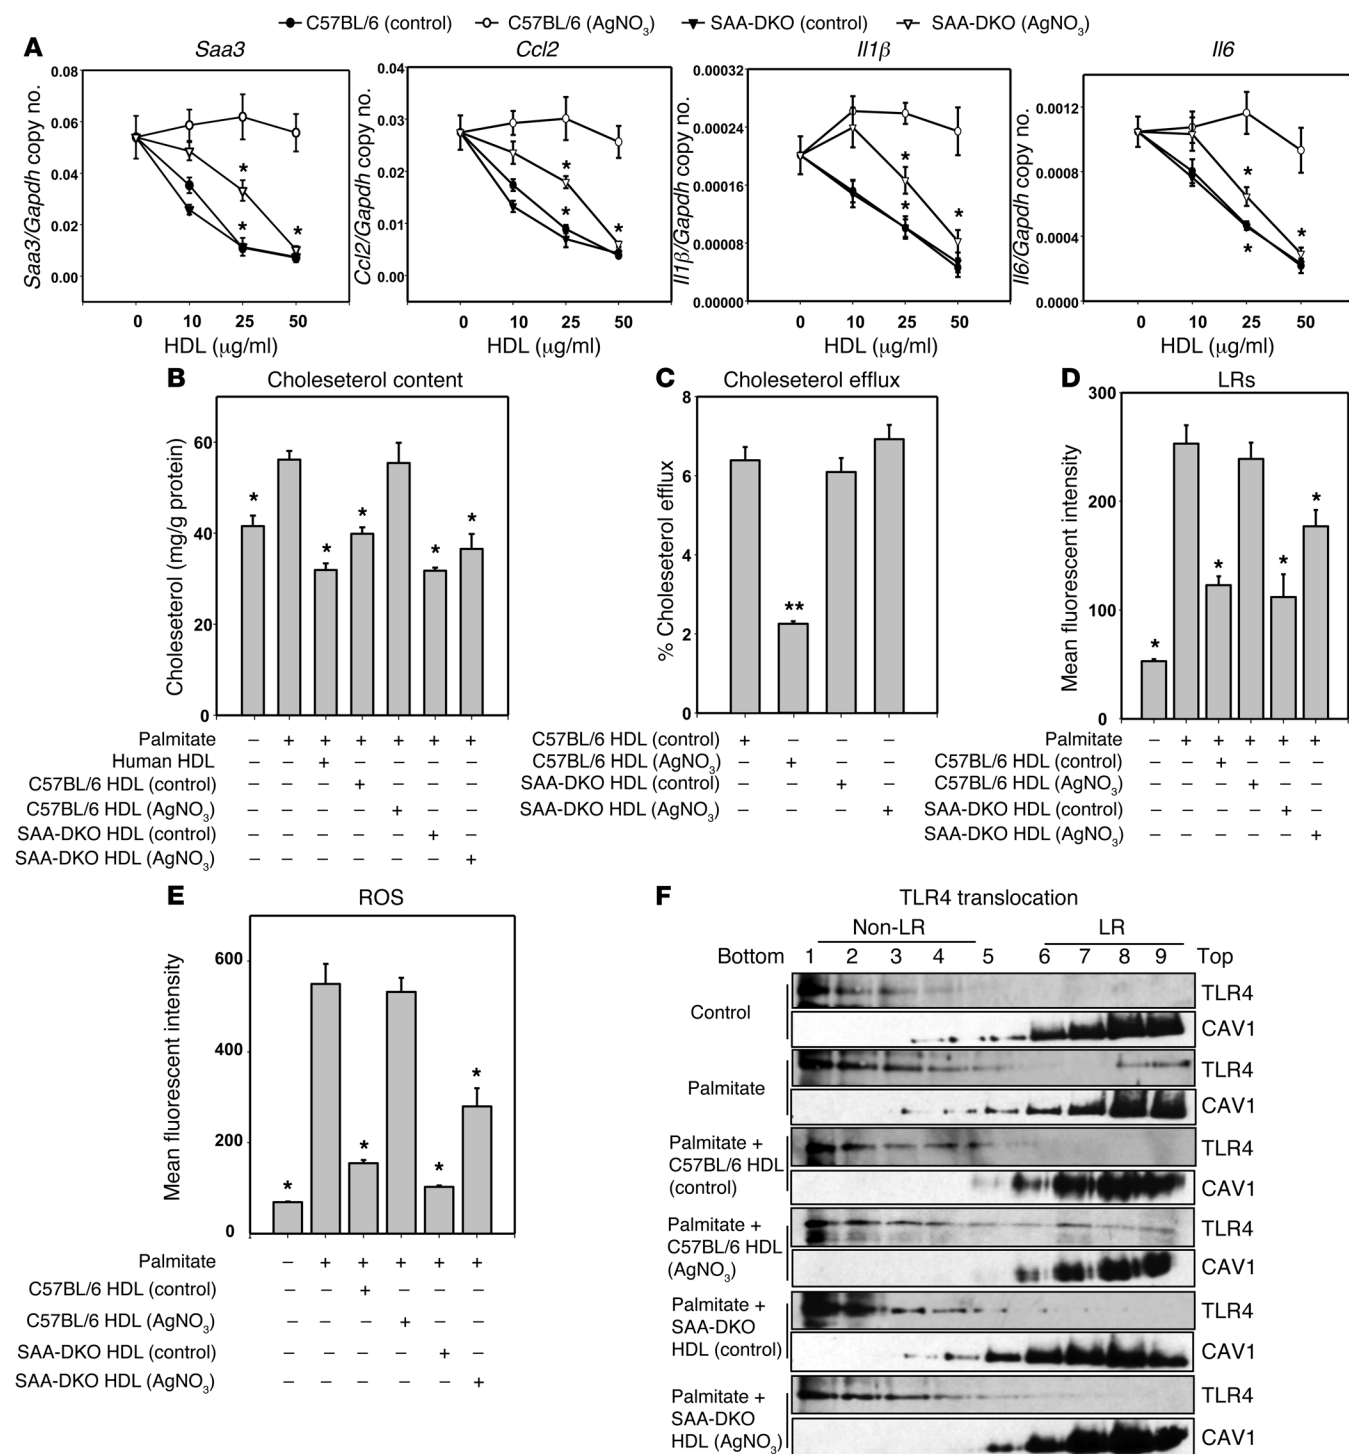 C57BL/6 (control) C57BL/6 (AgNO3) SAA-DKO (control) SAA-DKO (AgNO3)
A
Saa3
Saa3/Gapdh copy no.
0.08
0.06
0.04
0.02
0.00
* * *
0 10 25 50
HDL (µg/ml)
Ccl2
Ccl2/Gapdh copy no.
0.04
0.03
0.02
0.01
0.00
* * *
0 10 25 50
HDL (µg/ml)
Il1β
Il1β/Gapdh copy no.
0.00032
0.00024
0.00016
0.00008
0.00000
* * *
0 10 25 50
HDL (µg/ml)
Il6
Il6/Gapdh copy no.
0.0012
0.0008
0.0004
0.0000
* * *
0 10 25 50
HDL (µg/ml)
B
Choleseterol content
Choleseterol (mg/g protein)
60
40
20
0
* * * * *
Palmitate – + + + + + +
Human HDL – – + – – – –
C57BL/6 HDL (control) – – – + – – –
C57BL/6 HDL (AgNO3) – – – – + – –
SAA-DKO HDL (control) – – – – – + –
SAA-DKO HDL (AgNO3) – – – – – – +
C
Choleseterol efflux
% Choleseterol efflux
8
6
4
2
0
**
C57BL/6 HDL (control) + – – –
C57BL/6 HDL (AgNO3) – + – –
SAA-DKO HDL (control) – – + –
SAA-DKO HDL (AgNO3) – – – +
D
LRs
Mean fluorescent intensity
300
200
100
0
* * * *
Palmitate – + + + + +
C57BL/6 HDL (control) – – + – – –
C57BL/6 HDL (AgNO3) – – – + – –
SAA-DKO HDL (control) – – – – + –
SAA-DKO HDL (AgNO3) – – – – – +
E
ROS
Mean fluorescent intensity
600
400
200
0
* * * *
Palmitate – + + + + +
C57BL/6 HDL (control) – – + – – –
C57BL/6 HDL (AgNO3) – – – + – –
SAA-DKO HDL (control) – – – – + –
SAA-DKO HDL (AgNO3) – – – – – +
F
TLR4 translocation
Non-LR LR
Bottom 1 2 3 4 5 6 7 8 9 Top
Control
TLR4
CAV1
Palmitate
TLR4
CAV1
Palmitate +
C57BL/6 HDL
(control)
TLR4
CAV1
Palmitate +
C57BL/6 HDL
(AgNO3)
TLR4
CAV1
Palmitate +
SAA-DKO
HDL (control)
TLR4
CAV1
Palmitate +
SAA-DKO
HDL (AgNO3)
TLR4
CAV1